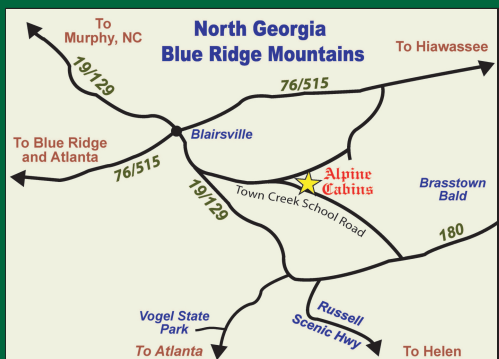 North Georgia
Blue Ridge Mountains
To
Murphy, NC
To Hiawassee
19/129
76/515
Blairsville
To Blue Ridge
and Atlanta
76/515
Alpine
Cabins
19/129
Town Creek School Road
Brasstown
Bald
180
Vogel State
Park
Russell
Scenic Hwy
To Atlanta
To Helen